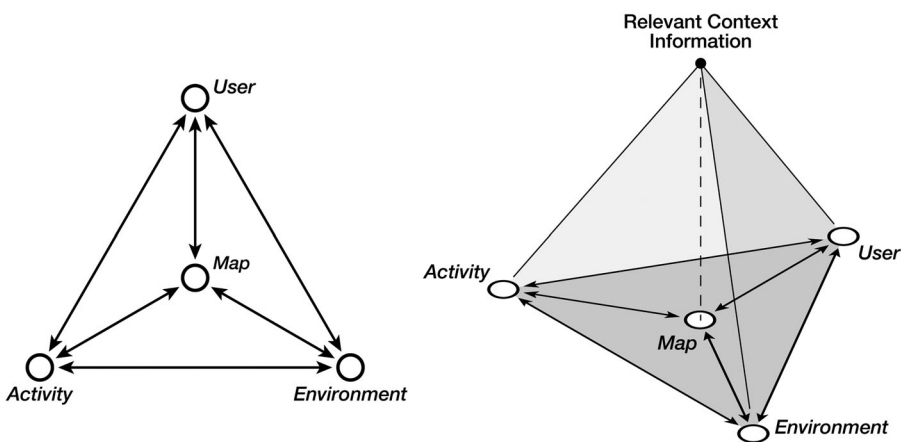 User
Map
Activity
Environment
Relevant Context
Information
Activity
User
Map
Environment